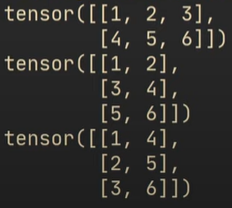 tensor([[1, 2, 3],
        [4, 5, 6]])
tensor([[1, 2],
        [3, 4],
        [5, 6]])
tensor([[1, 4],
        [2, 5],
        [3, 6]])